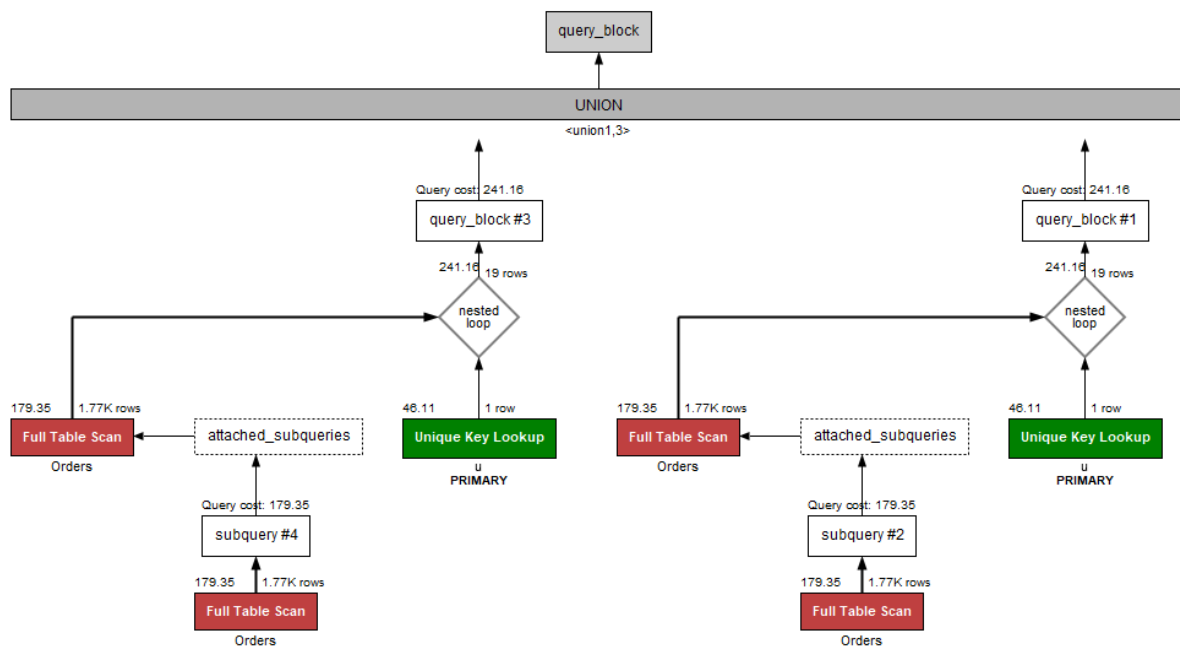 query_block
UNION
<union1,3>
Query cost: 241.16
query_block #3
241.16
19 rows
nested
loop
179.35
1.77K rows
Full Table Scan
Orders
attached_subqueries
46.11
1 row
Unique Key Lookup
u
PRIMARY
Query cost: 179.35
subquery #4
179.35
1.77K rows
Full Table Scan
Orders
Query cost: 241.16
query_block #1
241.16
19 rows
nested
loop
179.35
1.77K rows
Full Table Scan
Orders
attached_subqueries
46.11
1 row
Unique Key Lookup
u
PRIMARY
Query cost: 179.35
subquery #2
179.35
1.77K rows
Full Table Scan
Orders